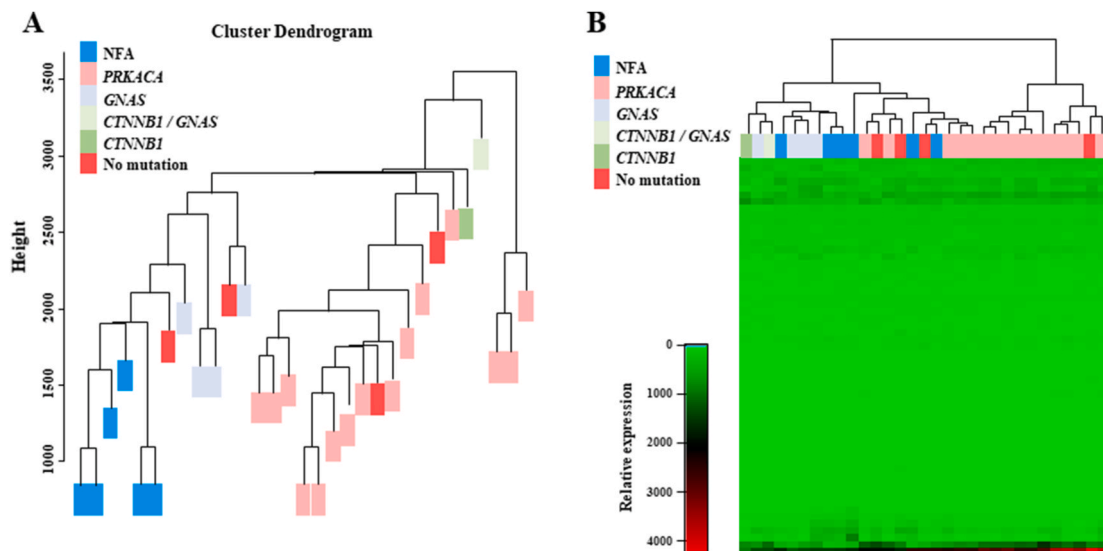 A
Cluster Dendrogram
NFA
PRKACA
GNAS
CTNNB1 / GNAS
CTNNB1
No mutation
Height
3500
3000
2500
2000
1500
1000
B
NFA
PRKACA
GNAS
CTNNB1 / GNAS
CTNNB1
No mutation
Relative expression
0
1000
2000
3000
4000